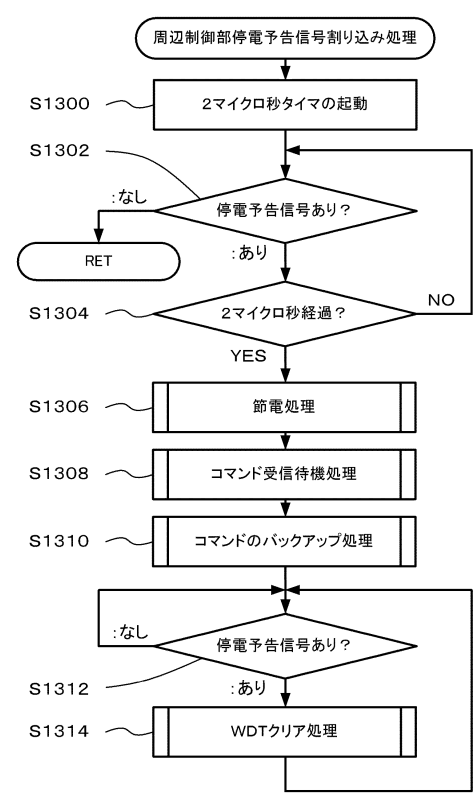 周辺制御部停電予告信号割り込み処理
S1300
2マイクロ秒タイマの起動
S1302
:なし
停電予告信号あり？
RET
:あり
S1304
2マイクロ秒経過？
NO
YES
S1306
節電処理
S1308
コマンド受信待機処理
S1310
コマンドのバックアップ処理
:なし
停電予告信号あり？
S1312
:あり
S1314
WDTクリア処理